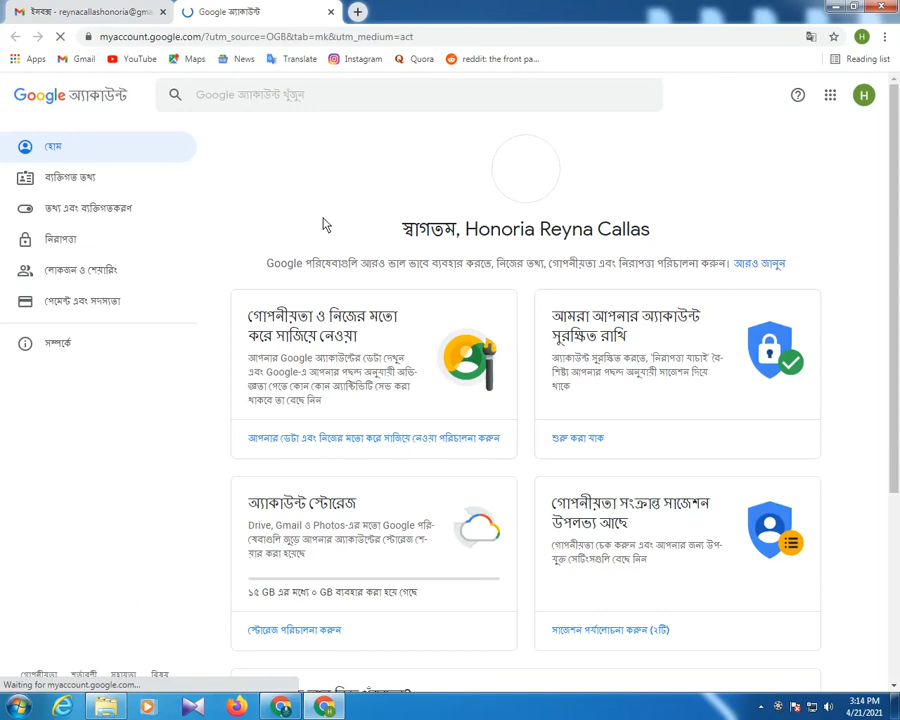 ইনবক্স - reynacallashonoria@gma
Google অ্যাকাউন্ট
myaccount.google.com/?utm_source=OGB&tab=mk&utm_medium=act
H
Apps
Gmail
YouTube
Maps
News
Translate
Instagram
Quora
reddit: the front pa...
Reading list
Google অ্যাকাউন্ট
Google অ্যাকাউন্ট খুঁজুন
H
হোম
ব্যক্তিগত তথ্য
তথ্য এবং ব্যক্তিগতকরণ
নিরাপত্তা
লোকজন ও শেয়ারিং
পেমেন্ট এবং সদস্যতা
সম্পর্কে
স্বাগতম, Honoria Reyna Callas
Google পরিষেবাগুলি আরও ভাল ভাবে ব্যবহার করতে, নিজের তথ্য, গোপনীয়তা এবং নিরাপত্তা পরিচালনা করুন। আরও জানুন
গোপনীয়তা ও নিজের মতো
করে সাজিয়ে নেওয়া
আপনার Google অ্যাকাউন্টের ডেটা দেখুন
এবং Google-এ আপনার পছন্দ অনুযায়ী অভি-
জ্ঞতা পেতে কোন কোন অ্যাক্টিভিটি সেভ করা
থাকবে তা বেছে নিন
আপনার ডেটা এবং নিজের মতো করে সাজিয়ে নেওয়া পরিচালনা করুন
আমরা আপনার অ্যাকাউন্ট
সুরক্ষিত রাখি
অ্যাকাউন্ট সুরক্ষিত করতে, 'নিরাপত্তা যাচাই' বৈ-
শিষ্ট্য আপনার পছন্দ অনুযায়ী সাজেশন দিয়ে
থাকে
শুরু করা যাক
অ্যাকাউন্ট স্টোরেজ
Drive, Gmail ও Photos-এর মতো Google পরি-
ষেবাগুলি জুড়ে আপনার অ্যাকাউন্টের স্টোরেজ শে-
য়ার করা হয়েছে
১৫ GB এর মধ্যে ০ GB ব্যবহার করা হয়ে গেছে
স্টোরেজ পরিচালনা করুন
গোপনীয়তা সংক্রান্ত সাজেশন
উপলভ্য আছে
গোপনীয়তা চেক করুন এবং আপনার জন্য উপ-
যুক্ত সেটিংসগুলি বেছে নিন
সাজেশন পর্যালোচনা করুন (২টি)
গোপনীয়তা
শর্তাবলী
সহায়তা
বিষয়
Waiting for myaccount.google.com...
3:14 PM
4/21/2021